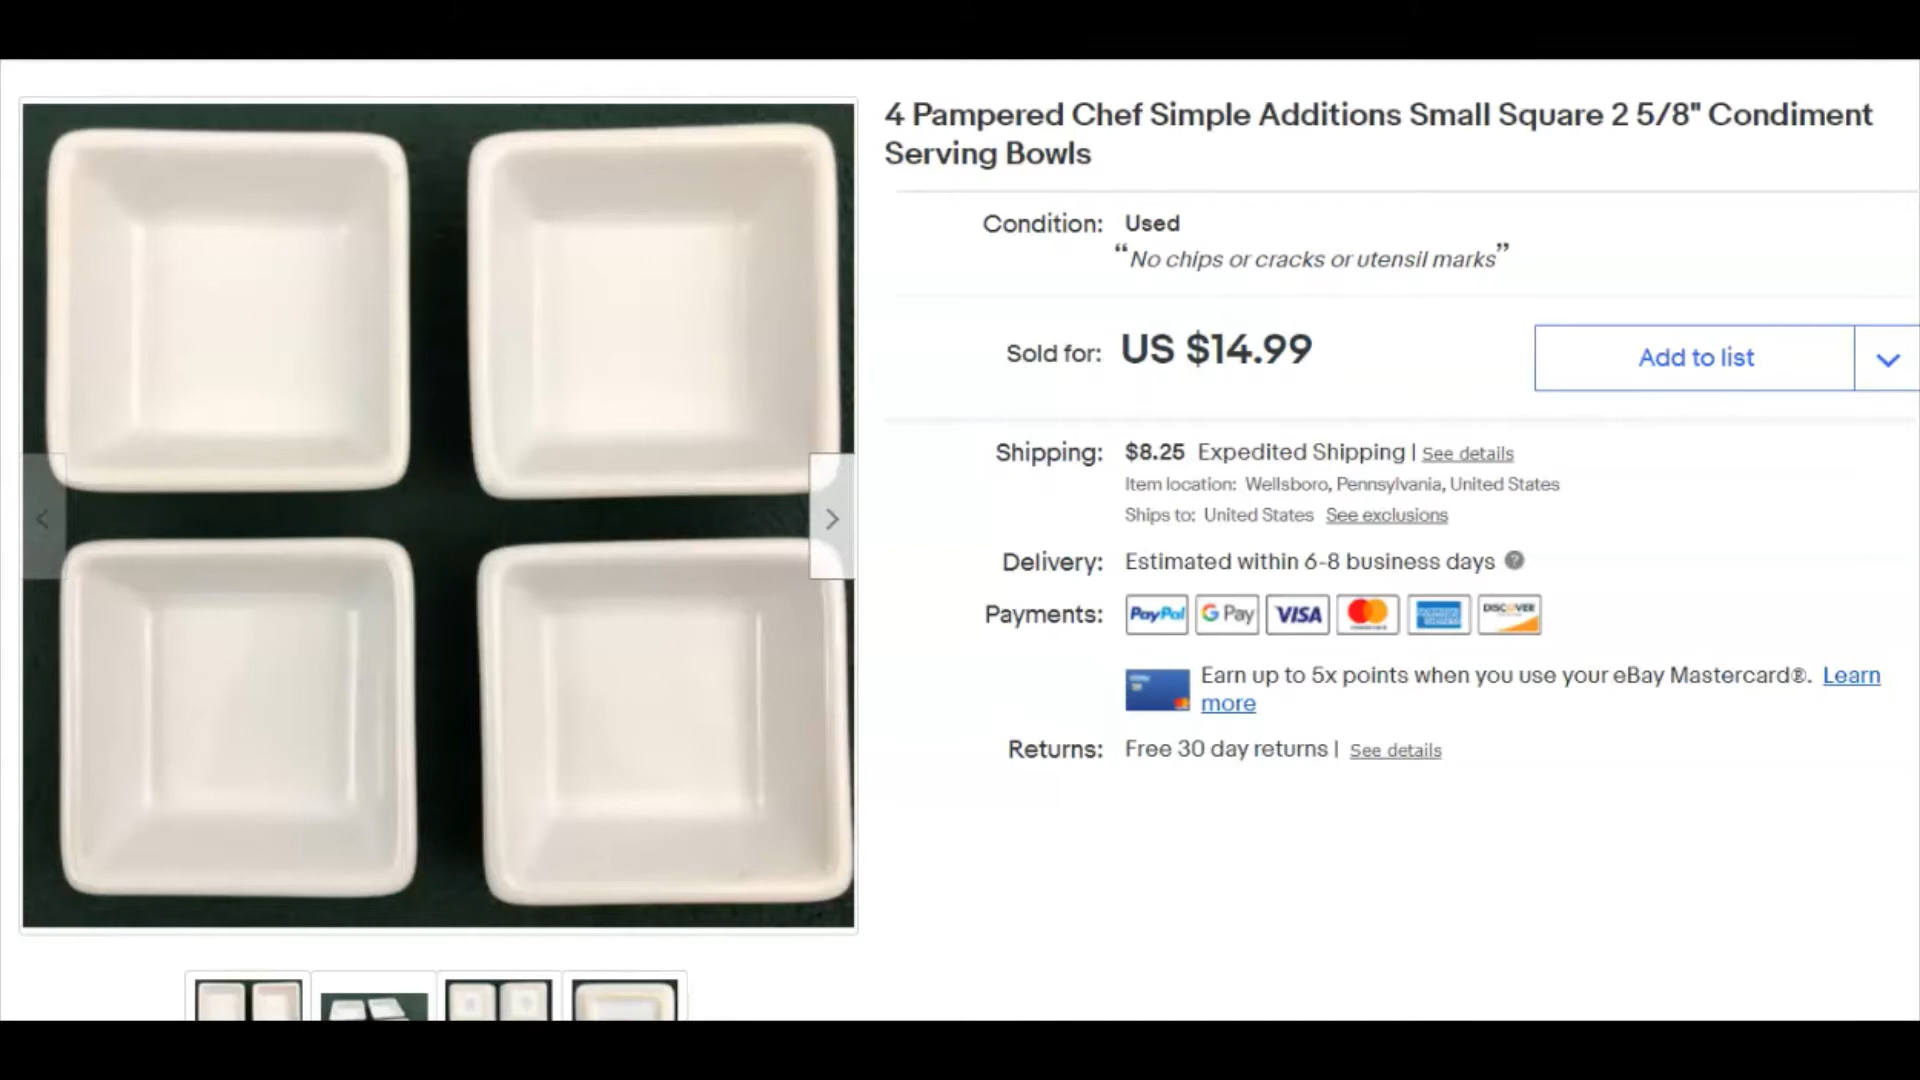 4 Pampered Chef Simple Additions Small Square 2 5/8" Condiment
Serving Bowls
Condition: Used
“No chips or cracks or utensil marks”
Sold for: US $14.99
Add to list
Shipping: $8.25 Expedited Shipping | See details
Item location: Wellsboro, Pennsylvania, United States
Ships to: United States See exclusions
Delivery: Estimated within 6-8 business days ?
Payments: PayPal G Pay VISA DISCOVER
Earn up to 5x points when you use your eBay Mastercard®. Learn
more
Returns: Free 30 day returns | See details